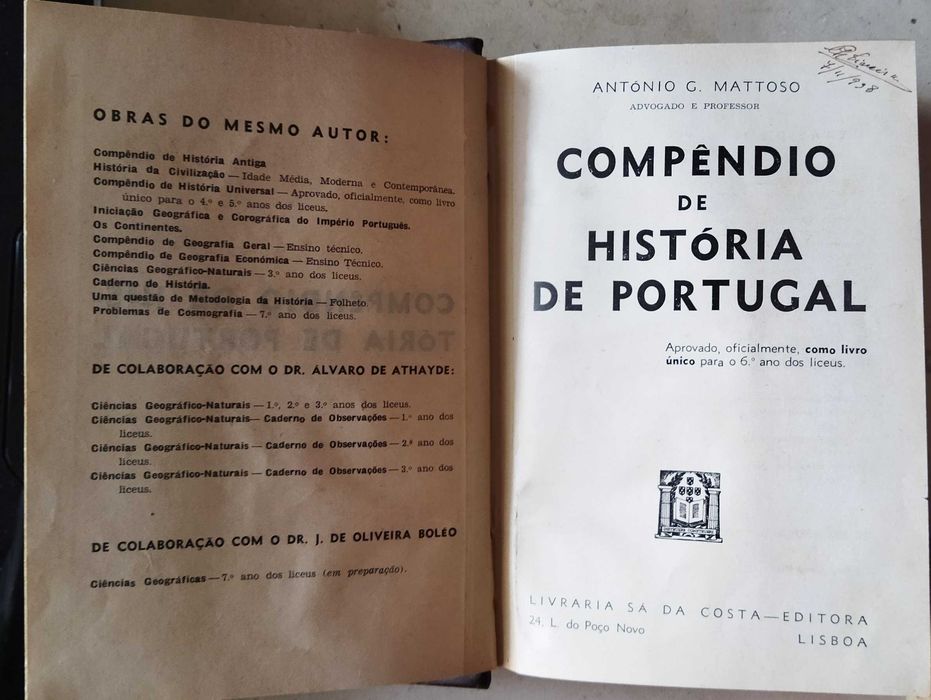 OBRAS DO MESMO AUTOR:
Compêndio de História Antiga
História da Civilização — Idade Média, Moderna e Contemporânea.
Compêndio de História Universal — Aprovado, oficialmente, como livro
único para o 4.º e 5.º anos dos liceus.
Iniciação Geográfica e Corográfica do Império Português.
Os Continentes.
Compêndio de Geografia Geral — Ensino técnico.
Compêndio de Geografia Económica — Ensino Técnico.
Ciências Geográfico-Naturais — 3.º ano dos liceus.
Caderno de História.
Uma questão de Metodologia da História — Folheto.
Problemas de Cosmografia — 7.º ano dos liceus.
DE COLABORAÇÃO COM O DR. ÁLVARO DE ATHAYDE:
Ciências Geográfico-Naturais — 1.º, 2.º e 3.º anos dos liceus.
Ciências Geográfico-Naturais — Caderno de Observações — 1.º ano dos
liceus.
Ciências Geográfico-Naturais — Caderno de Observações — 2.º ano dos
liceus.
Ciências Geográfico-Naturais — Caderno de Observações — 3.º ano dos
liceus.
DE COLABORAÇÃO COM O DR. J. DE OLIVEIRA BOLÉO
Ciências Geográficas — 7.º ano dos liceus (em preparação).
7/11/938
ANTÓNIO G. MATTOSO
ADVOGADO E PROFESSOR
COMPÊNDIO
DE
HISTÓRIA
DE PORTUGAL
Aprovado, oficialmente, como livro
único para o 6.º ano dos liceus.
LIVRARIA SÁ DA COSTA—EDITORA
24, L. do Poço Novo
LISBOA